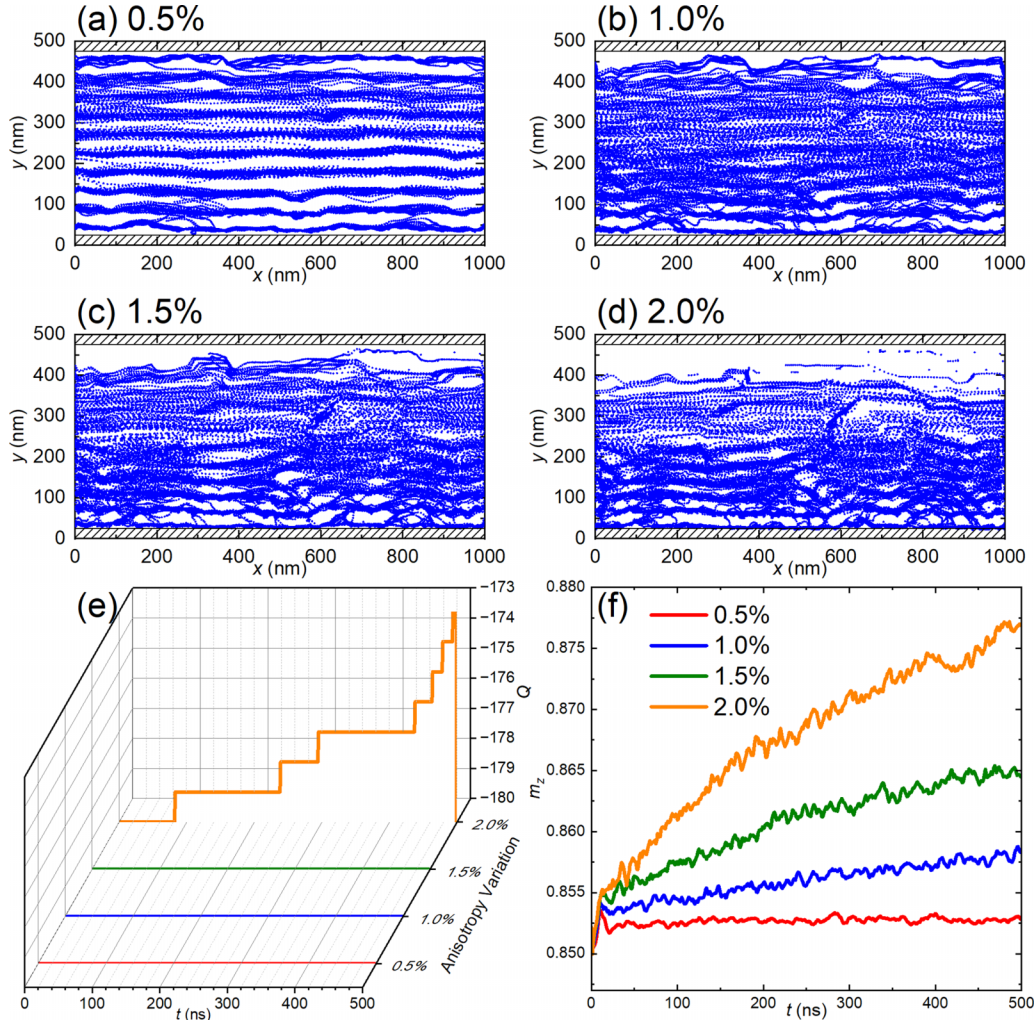 (a) 0.5%
(b) 1.0%
500
400
300
200
100
0
y (nm)
0 200 400 600 800 1000
x (nm)
500
400
300
200
100
0
y (nm)
0 200 400 600 800 1000
x (nm)
(c) 1.5%
(d) 2.0%
500
400
300
200
100
0
y (nm)
0 200 400 600 800 1000
x (nm)
500
400
300
200
100
0
y (nm)
0 200 400 600 800 1000
x (nm)
(e)
−173
−174
−175
−176
−177
−178
−179
−180
Q
2.0%
1.5%
1.0%
0.5%
Anisotropy Variation
0 100 200 300 400 500
t (ns)
(f)
0.5%
1.0%
1.5%
2.0%
0.880
0.875
0.870
0.865
0.860
0.855
0.850
mz
0 100 200 300 400 500
t (ns)